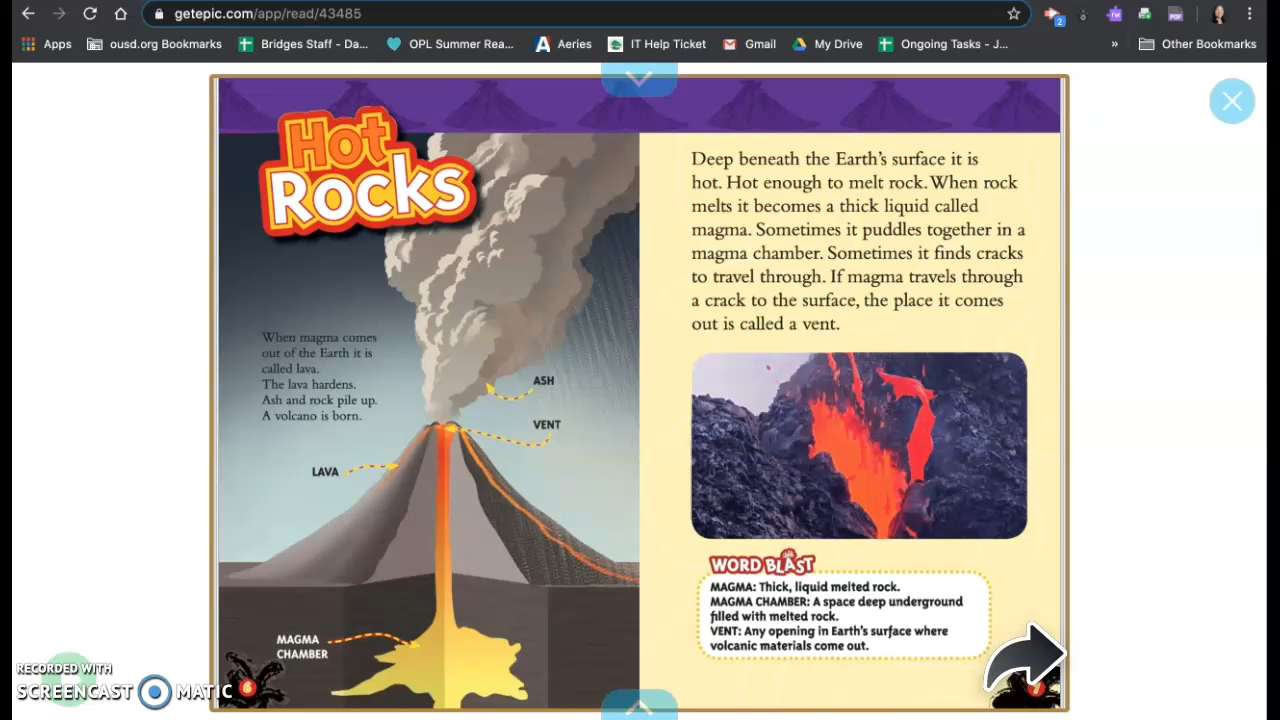 getepic.com/app/read/43485
2
Apps
ousd.org Bookmarks
Bridges Staff - Da...
OPL Summer Rea...
Aeries
IT Help Ticket
Gmail
My Drive
Ongoing Tasks - J...
»
Other Bookmarks
Hot
Rocks
When magma comes
out of the Earth it is
called lava.
The lava hardens.
Ash and rock pile up.
A volcano is born.
ASH
VENT
LAVA
MAGMA
CHAMBER
6
Deep beneath the Earth's surface it is
hot. Hot enough to melt rock. When rock
melts it becomes a thick liquid called
magma. Sometimes it puddles together in a
magma chamber. Sometimes it finds cracks
to travel through. If magma travels through
a crack to the surface, the place it comes
out is called a vent.
WORD BLAST
MAGMA: Thick, liquid melted rock.
MAGMA CHAMBER: A space deep underground
filled with melted rock.
VENT: Any opening in Earth's surface where
volcanic materials come out.
7
RECORDED WITH
SCREENCAST MATIC